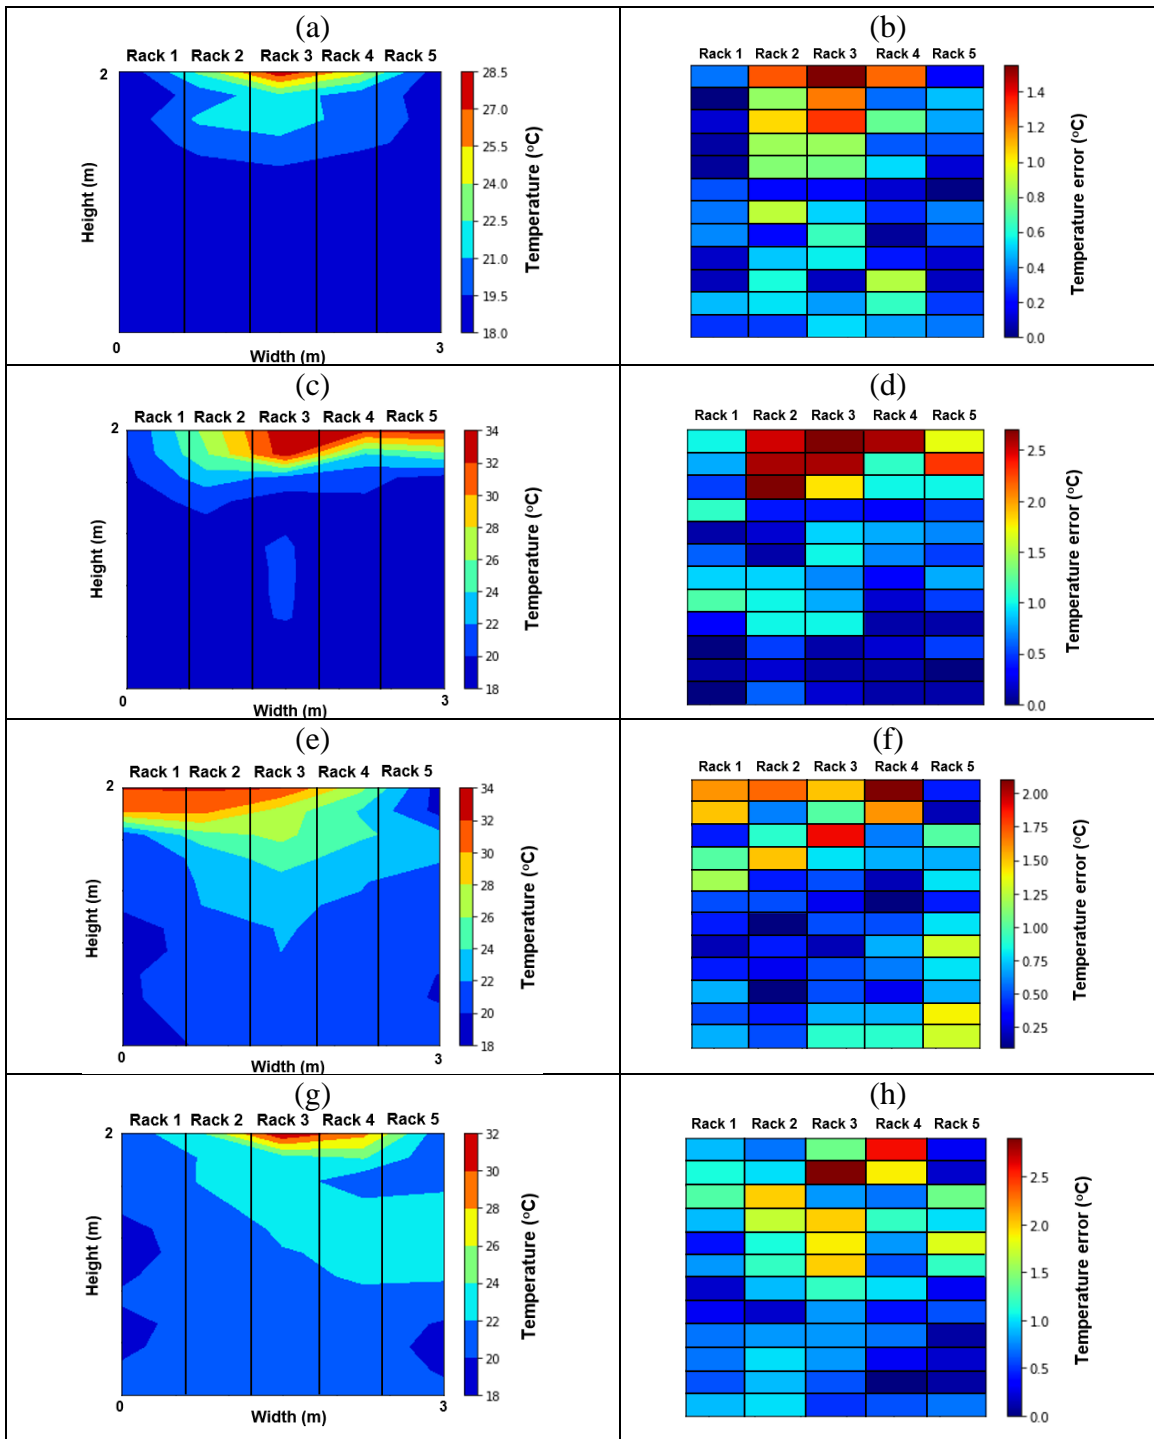 (a)
Rack 1 Rack 2 Rack 3 Rack 4 Rack 5
2
Height (m)
0
3
Width (m)
28.5
27.0
25.5
24.0
22.5
21.0
19.5
18.0
Temperature (°C)
(b)
Rack 1 Rack 2 Rack 3 Rack 4 Rack 5
1.4
1.2
1.0
0.8
0.6
0.4
0.2
0.0
Temperature error (°C)
(c)
Rack 1 Rack 2 Rack 3 Rack 4 Rack 5
2
Height (m)
0
3
Width (m)
34
32
30
28
26
24
22
20
18
Temperature (°C)
(d)
Rack 1 Rack 2 Rack 3 Rack 4 Rack 5
2.5
2.0
1.5
1.0
0.5
0.0
Temperature error (°C)
(e)
Rack 1 Rack 2 Rack 3 Rack 4 Rack 5
2
Height (m)
0
3
Width (m)
34
32
30
28
26
24
22
20
18
Temperature (°C)
(f)
Rack 1 Rack 2 Rack 3 Rack 4 Rack 5
2.00
1.75
1.50
1.25
1.00
0.75
0.50
0.25
Temperature error (°C)
(g)
Rack 1 Rack 2 Rack 3 Rack 4 Rack 5
2
Height (m)
0
3
Width (m)
32
30
28
26
24
22
20
18
Temperature (°C)
(h)
Rack 1 Rack 2 Rack 3 Rack 4 Rack 5
2.5
2.0
1.5
1.0
0.5
0.0
Temperature error (°C)